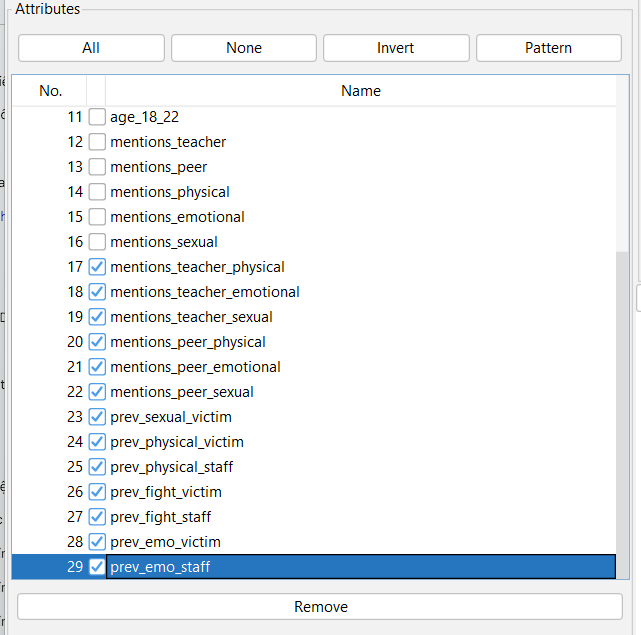 Attributes
All None Invert Pattern
No. Name
11 age_18_22
12 mentions_teacher
13 mentions_peer
14 mentions_physical
15 mentions_emotional
16 mentions_sexual
17 mentions_teacher_physical
18 mentions_teacher_emotional
19 mentions_teacher_sexual
20 mentions_peer_physical
21 mentions_peer_emotional
22 mentions_peer_sexual
23 prev_sexual_victim
24 prev_physical_victim
25 prev_physical_staff
26 prev_fight_victim
27 prev_fight_staff
28 prev_emo_victim
29 prev_emo_staff
Remove